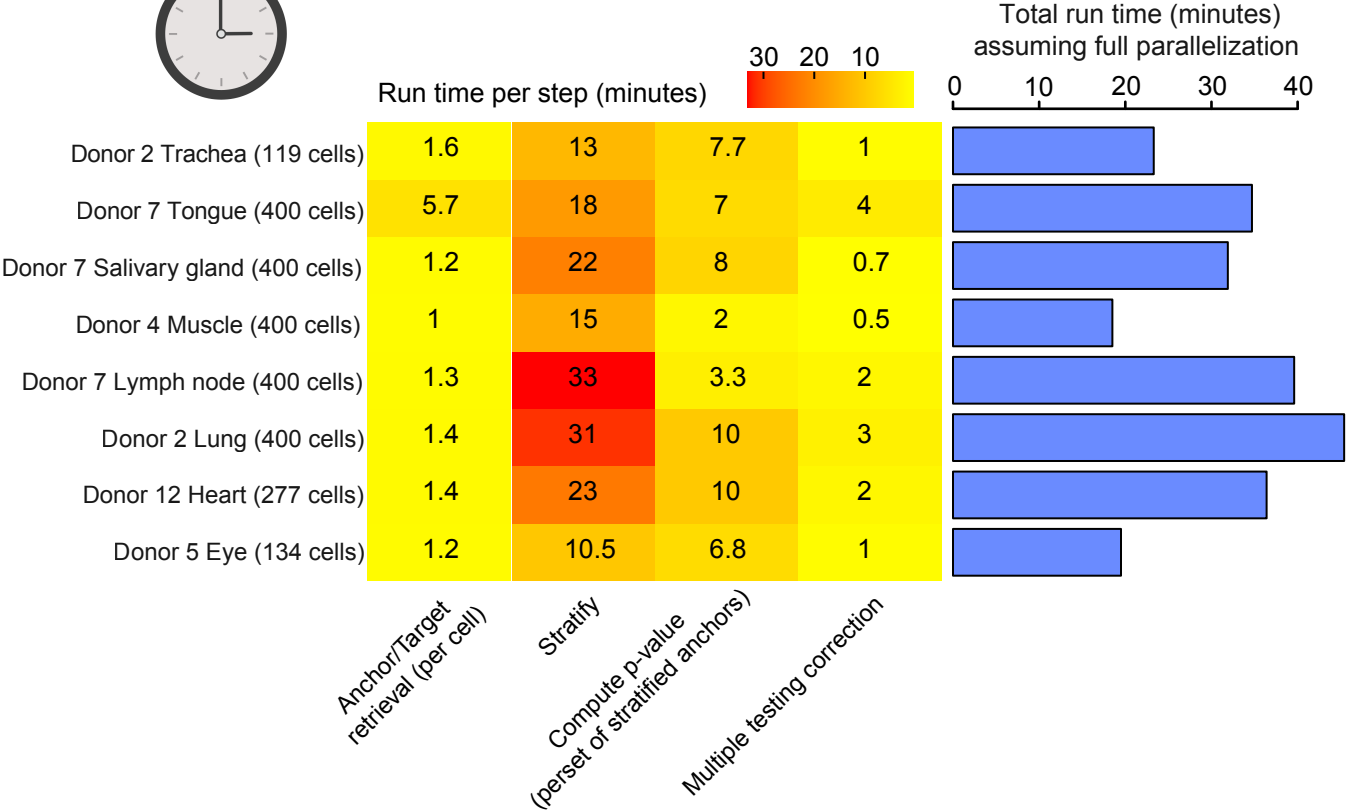 Total run time (minutes)
assuming full parallelization
30 20 10
0 10 20 30 40
Run time per step (minutes)
Donor 2 Trachea (119 cells) 1.6 13 7.7 1
Donor 7 Tongue (400 cells) 5.7 18 7 4
Donor 7 Salivary gland (400 cells) 1.2 22 8 0.7
Donor 4 Muscle (400 cells) 1 15 2 0.5
Donor 7 Lymph node (400 cells) 1.3 33 3.3 2
Donor 2 Lung (400 cells) 1.4 31 10 3
Donor 12 Heart (277 cells) 1.4 23 10 2
Donor 5 Eye (134 cells) 1.2 10.5 6.8 1
Anchor/Target
retrieval (per cell)
Stratify
Compute p-value
(perset of stratified anchors)
Multiple testing correction